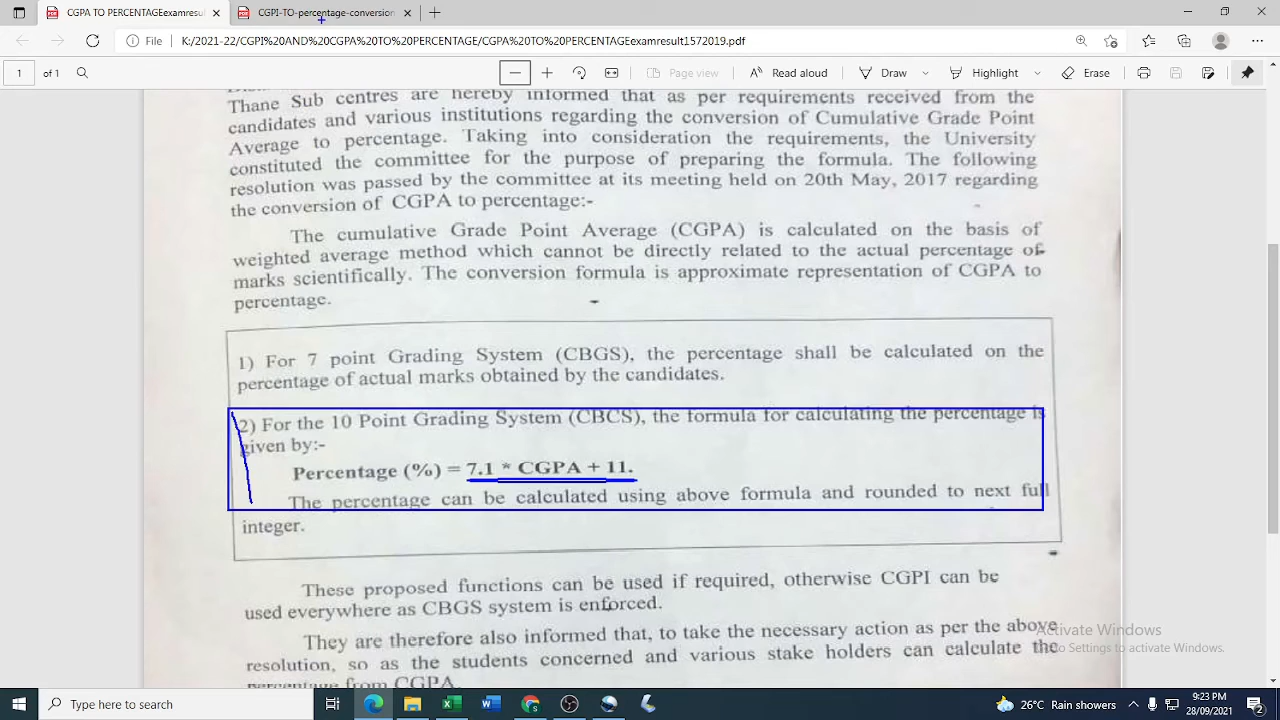 CGPA TO PERCENTAGEexamresul
CGPI-TO-percentage-conversion
File
K:/2021-22/CGPI%20AND%20CGPA%20TO%20PERCENTAGE/CGPA%20TO%20PERCENTAGEexamresult1572019.pdf
1 of 1
Page view
Read aloud
Draw
Highlight
Erase
Thane Sub centres are hereby informed that as per requirements received from the
candidates and various institutions regarding the conversion of Cumulative Grade Point
Average to percentage. Taking into consideration the requirements, the University
constituted the committee for the purpose of preparing the formula. The following
resolution was passed by the committee at its meeting held on 20th May, 2017 regarding
the conversion of CGPA to percentage:-
The cumulative Grade Point Average (CGPA) is calculated on the basis of
weighted average method which cannot be directly related to the actual percentage of
marks scientifically. The conversion formula is approximate representation of CGPA to
percentage.
1) For 7 point Grading System (CBGS), the percentage shall be calculated on the
percentage of actual marks obtained by the candidates.
2) For the 10 Point Grading System (CBCS), the formula for calculating the percentage is
given by:-
Percentage (%) = 7.1 * CGPA + 11.
The percentage can be calculated using above formula and rounded to next full
integer.
These proposed functions can be used if required, otherwise CGPI can be
used everywhere as CBGS system is enforced.
They are therefore also informed that, to take the necessary action as per the above
resolution, so as the students concerned and various stake holders can calculate the
percentage from CGPA.
Activate Windows
Go to Settings to activate Windows.
Type here to search
26°C Rain showers
9:23 PM
28/09/2021